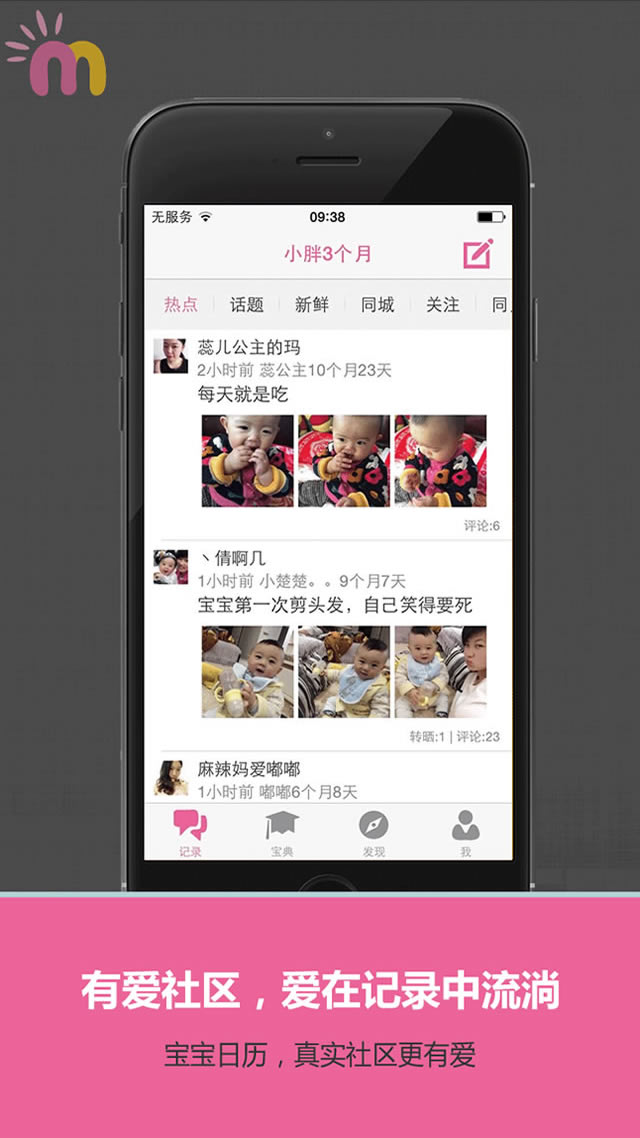 无服务 09:38
小胖3个月
热点 话题 新鲜 同城 关注
蕊儿公主的玛
2小时前 蕊公主10个月23天
每天就是吃
评论:6
丶倩啊几
1小时前 小楚楚。。9个月7天
宝宝第一次剪头发，自己笑得要死
转晒:1 | 评论:23
麻辣妈爱嘟嘟
1小时前 嘟嘟6个月8天
记录 宝典 发现 我
有爱社区，爱在记录中流淌
宝宝日历，真实社区更有爱